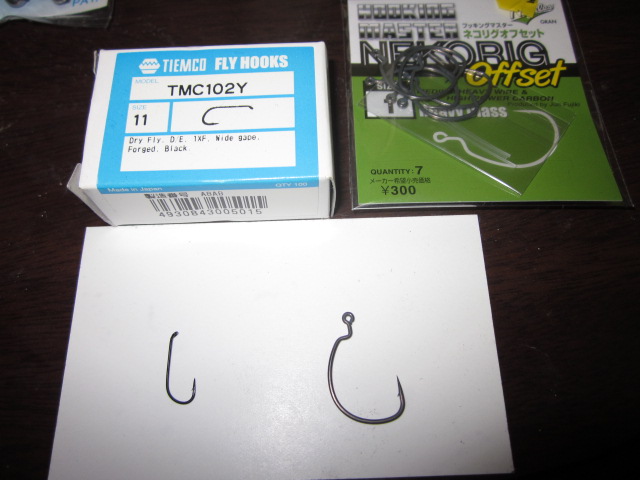 TIEMCO FLY HOOKS
MODEL
TMC102Y
SIZE
11
Dry Fly. D.E. 1XF. Wide gape.
Forged. Black.
Made in Japan
QTY 100
4930843005015
HOOKING
MASTER
フッキングマスター
ネコリグオフセット
NEKORIG
Offset
SIZE
QUANTITY: 7
メーカー希望小売価格
¥300